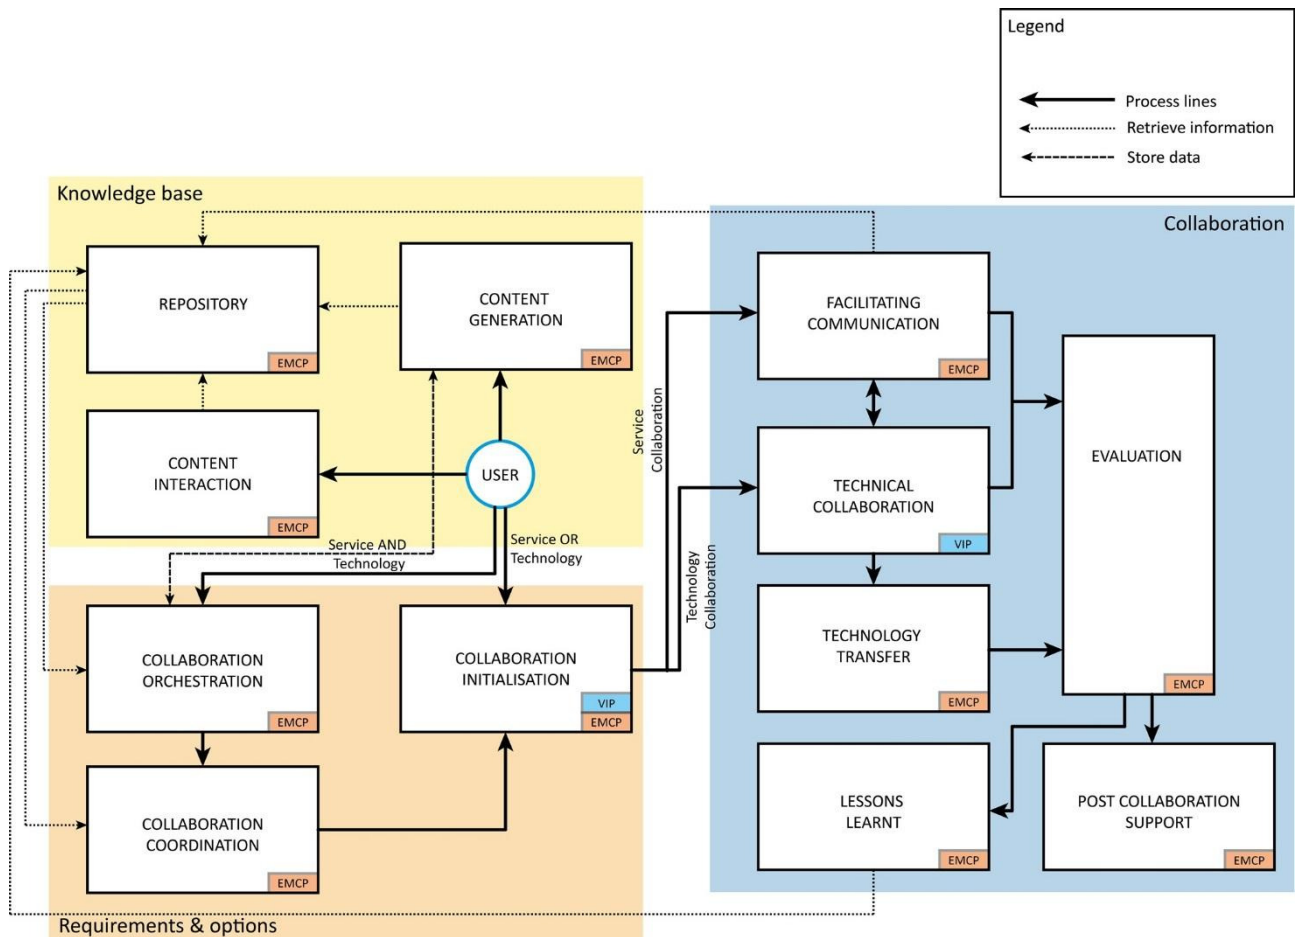 Legend
Process lines
Retrieve information
Store data
Knowledge base
REPOSITORY
EMCP
CONTENT
GENERATION
EMCP
CONTENT
INTERACTION
EMCP
USER
Service AND
Technology
Service OR
Technology
COLLABORATION
ORCHESTRATION
EMCP
COLLABORATION
INITIALISATION
VIP
EMCP
COLLABORATION
COORDINATION
EMCP
Requirements & options
Service
Collaboration
Technology
Collaboration
Collaboration
FACILITATING
COMMUNICATION
EMCP
TECHNICAL
COLLABORATION
VIP
TECHNOLOGY
TRANSFER
EMCP
EVALUATION
EMCP
LESSONS
LEARNT
EMCP
POST COLLABORATION
SUPPORT
EMCP